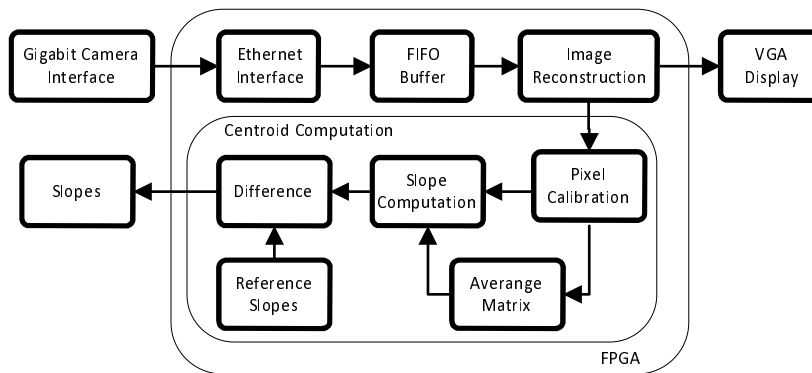 Gigabit Camera
Interface
Ethernet
Interface
FIFO
Buffer
Image
Reconstruction
VGA
Display
Centroid Computation
Slopes
Difference
Slope
Computation
Pixel
Calibration
Reference
Slopes
Averange
Matrix
FPGA